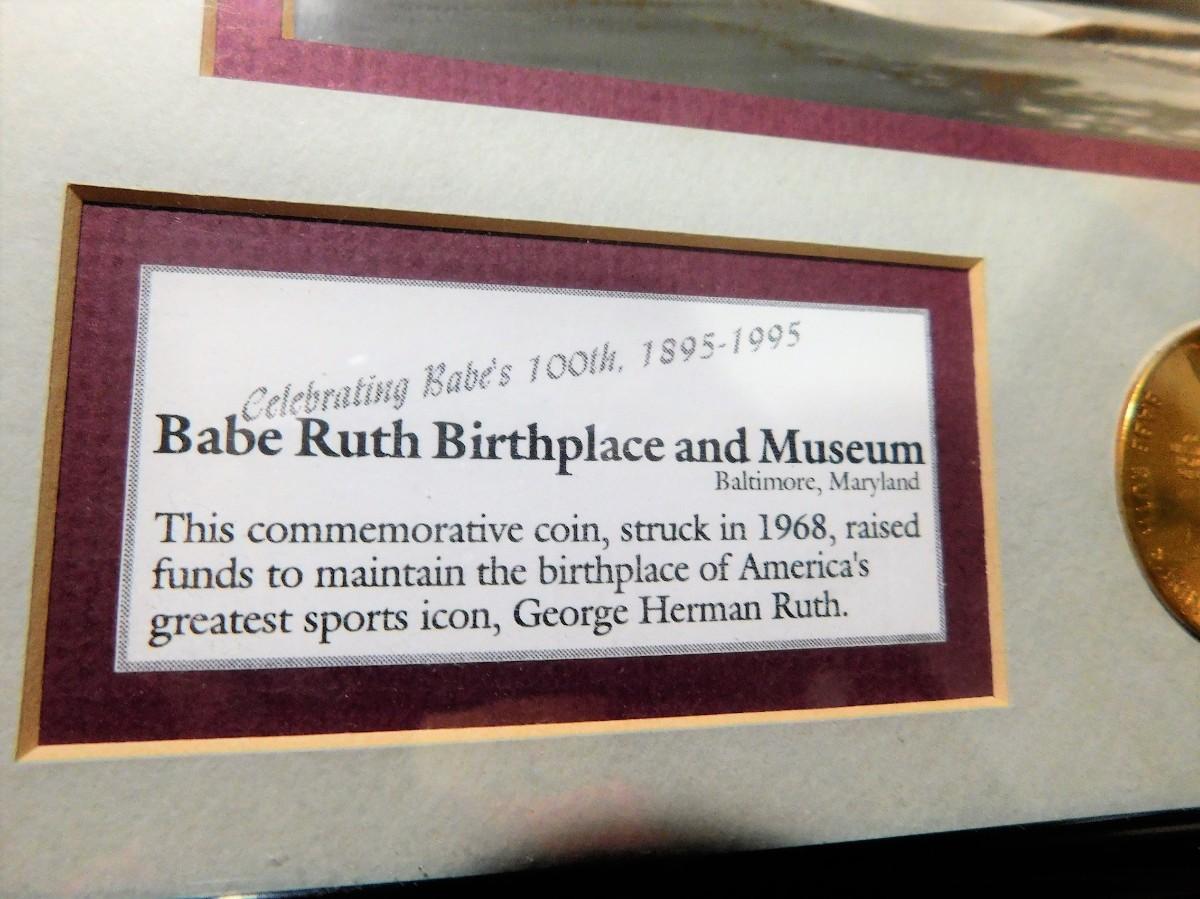 Celebrating Babe's 100th, 1895-1995
Babe Ruth Birthplace and Museum
Baltimore, Maryland
This commemorative coin, struck in 1968, raised
funds to maintain the birthplace of America's
greatest sports icon, George Herman Ruth.